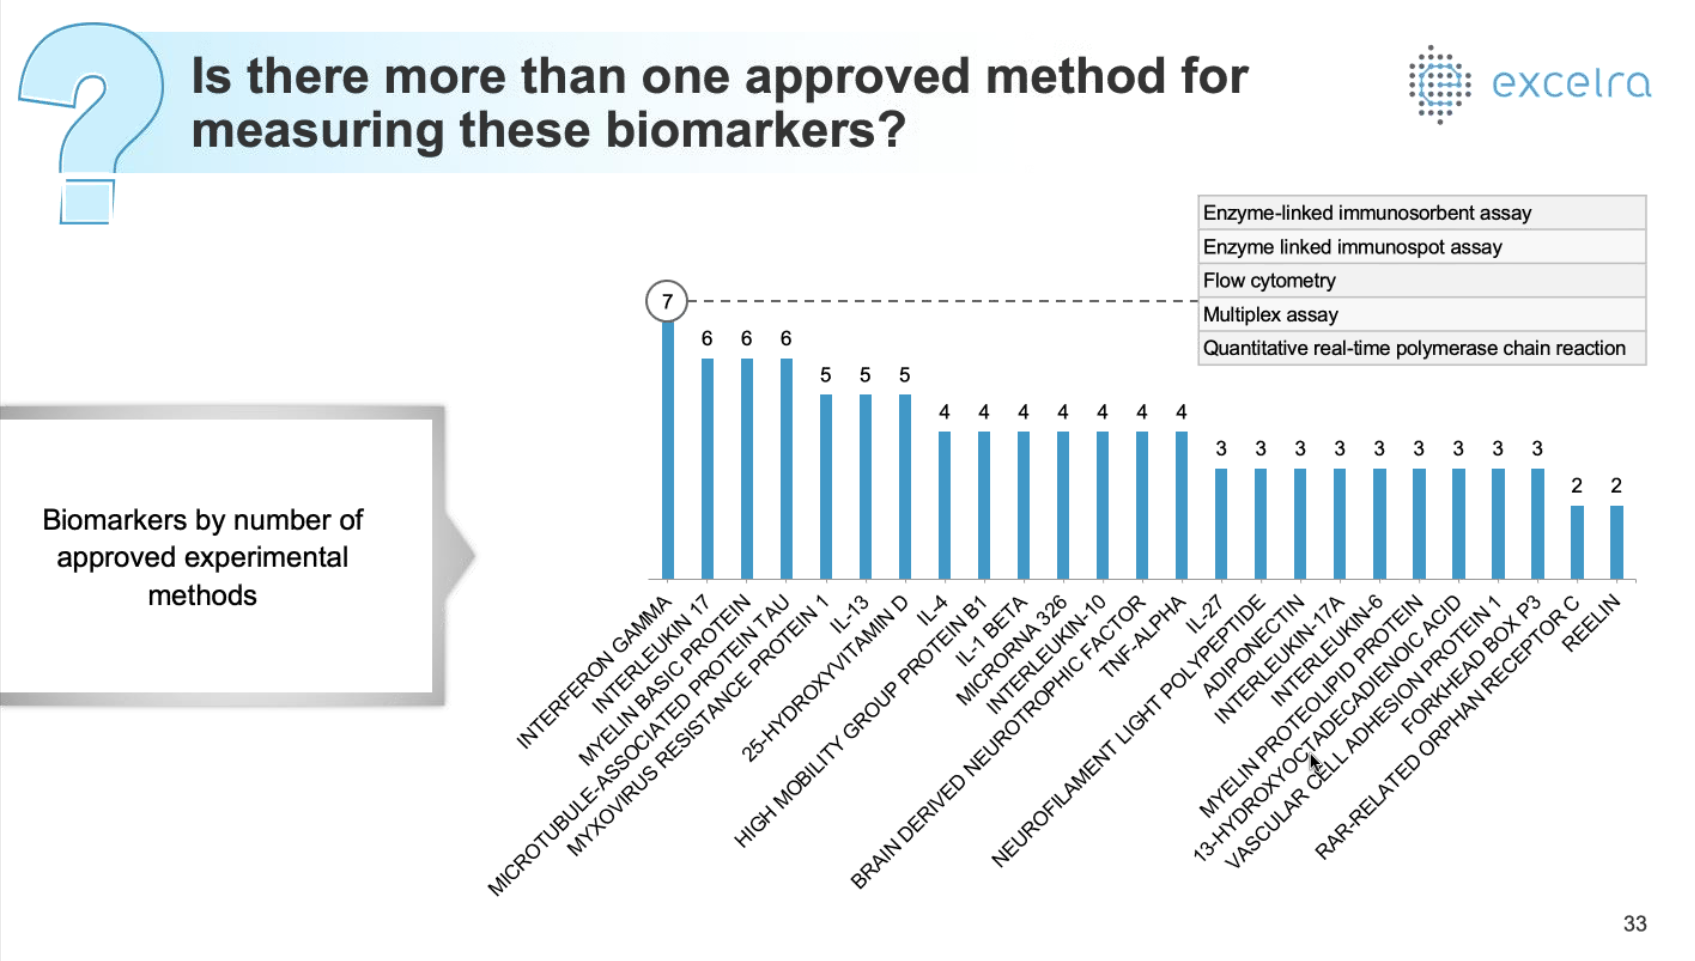 Is there more than one approved method for
measuring these biomarkers?
excelra
Enzyme-linked immunosorbent assay
Enzyme linked immunospot assay
Flow cytometry
Multiplex assay
Quantitative real-time polymerase chain reaction
Biomarkers by number of
approved experimental
methods
7
6
6
6
5
5
5
4
4
4
4
4
4
4
3
3
3
3
3
3
3
3
3
2
2
INTERFERON GAMMA
INTERLEUKIN 17
MYELIN BASIC PROTEIN
MICROTUBULE-ASSOCIATED PROTEIN TAU
MYXOVIRUS RESISTANCE PROTEIN 1
IL-13
25-HYDROXYVITAMIN D
IL-4
HIGH MOBILITY GROUP PROTEIN B1
IL-1 BETA
MICRORNA 326
INTERLEUKIN-10
BRAIN DERIVED NEUROTROPHIC FACTOR
TNF-ALPHA
IL-27
NEUROFILAMENT LIGHT POLYPEPTIDE
ADIPONECTIN
INTERLEUKIN-17A
INTERLEUKIN-6
MYELIN PROTEOLIPID PROTEIN
13-HYDROXYOCTADECADIENOIC ACID
VASCULAR CELL ADHESION PROTEIN 1
FORKHEAD BOX P3
RAR-RELATED ORPHAN RECEPTOR C
REELIN
33